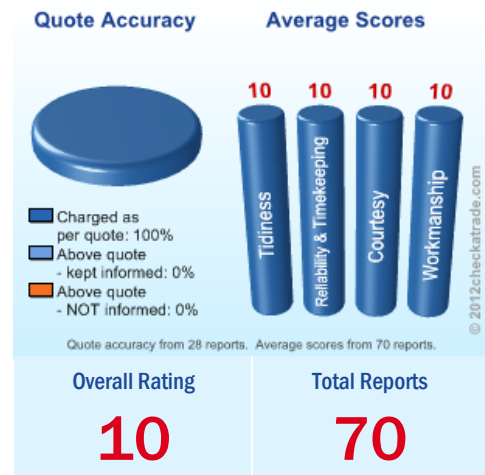 Quote Accuracy
Average Scores
10 10 10 10
Tidiness
Reliability & Timekeeping
Courtesy
Workmanship
Charged as
per quote: 100%
Above quote
- kept informed: 0%
Above quote
- NOT informed: 0%
© 2012checkatrade.com
Quote accuracy from 28 reports. Average scores from 70 reports.
Overall Rating
10
Total Reports
70